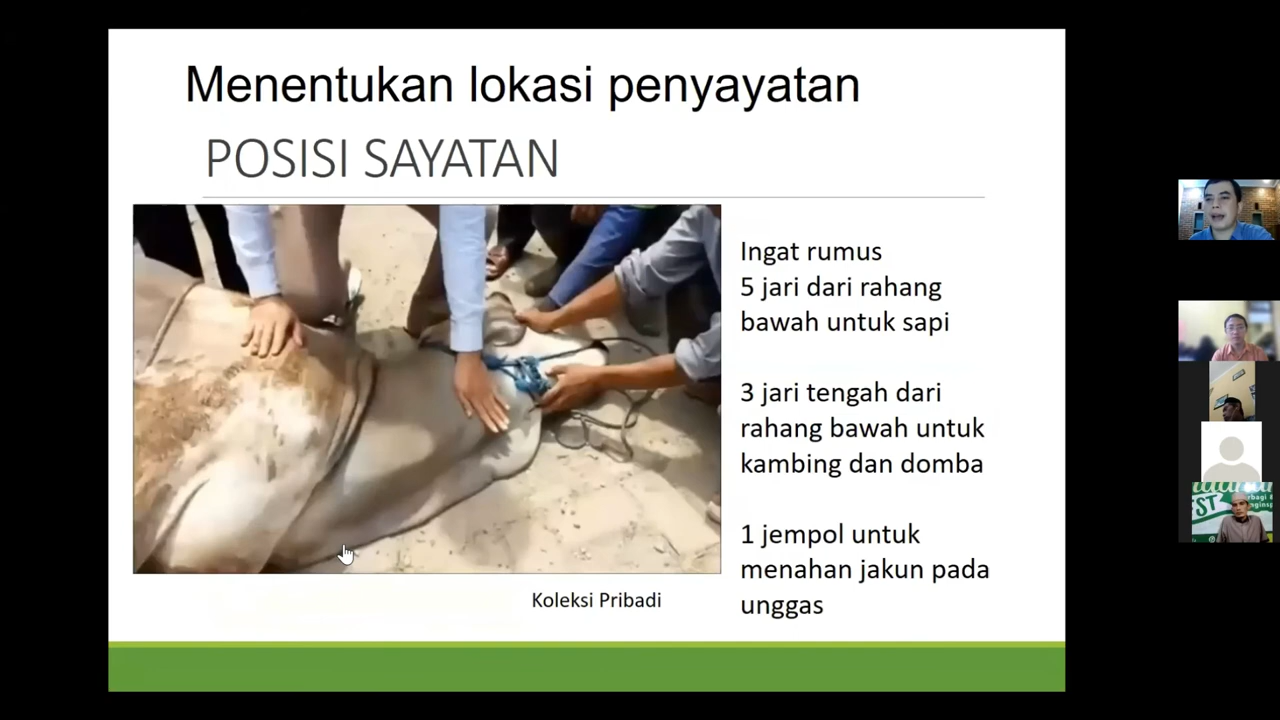 Menentukan lokasi penyayatan
POSISI SAYATAN
Ingat rumus
5 jari dari rahang
bawah untuk sapi
3 jari tengah dari
rahang bawah untuk
kambing dan domba
1 jempol untuk
menahan jakun pada
unggas
Koleksi Pribadi